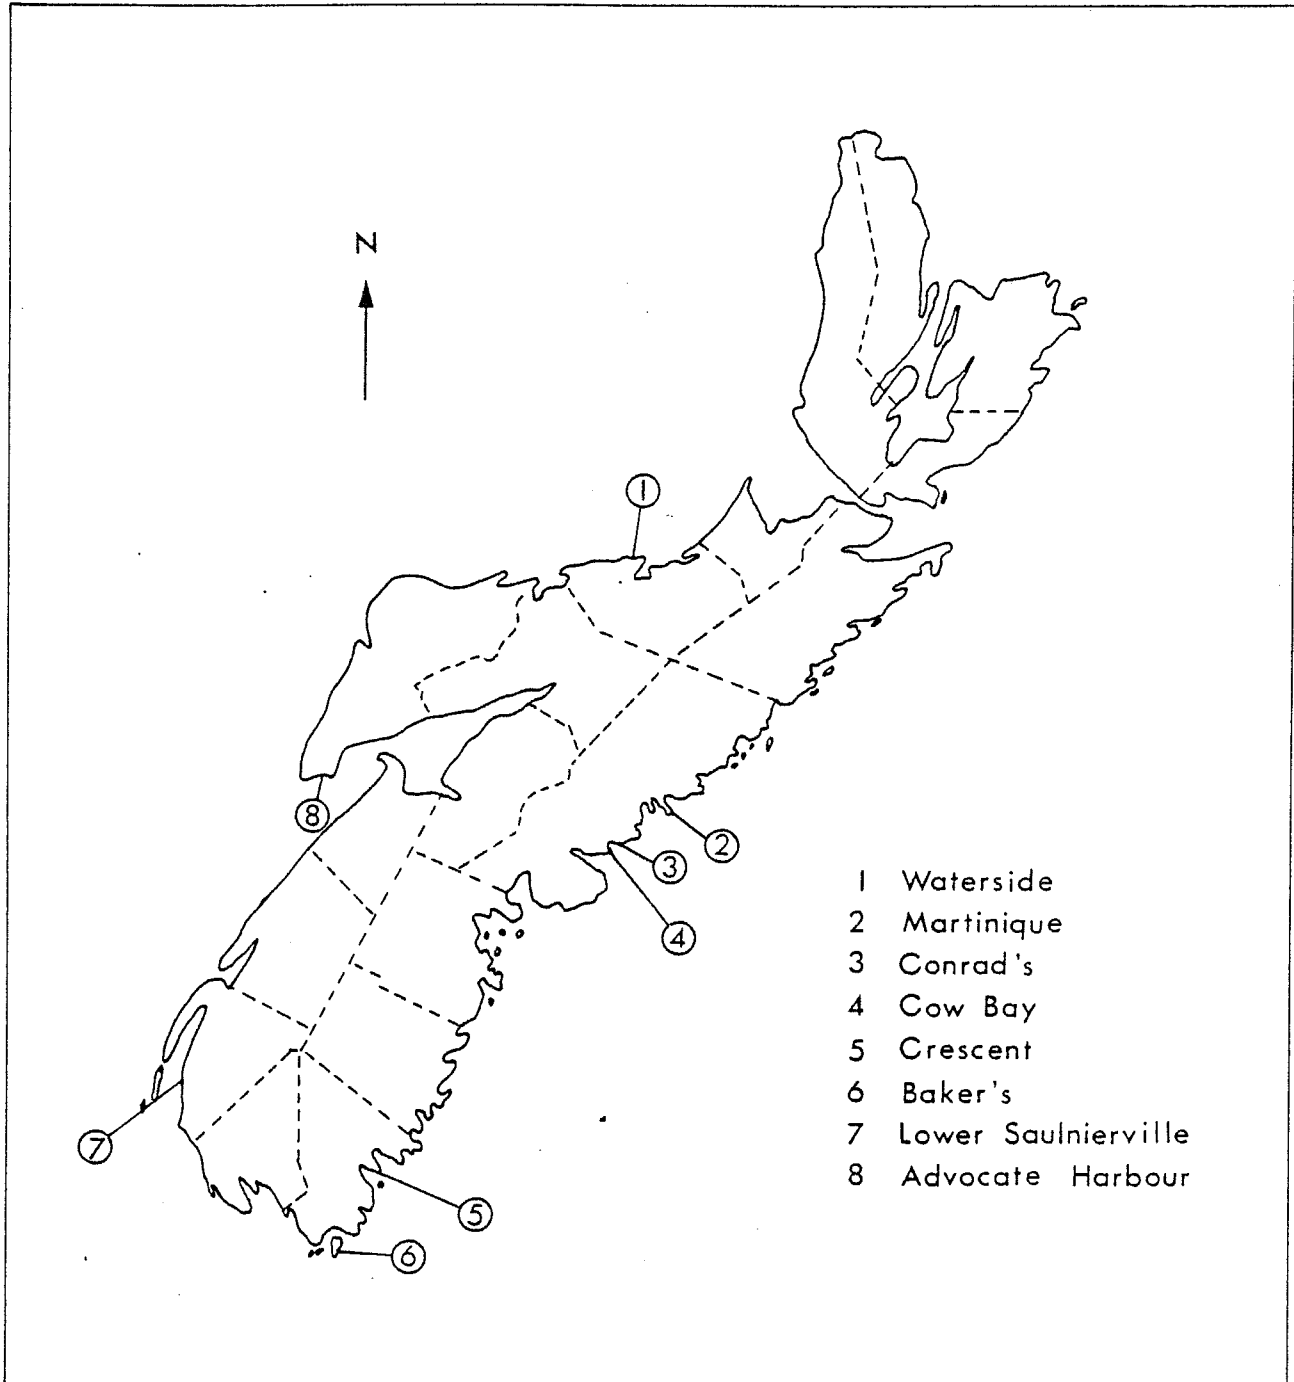 N
1
8
2
3
4
7
5
6
1 Waterside
2 Martinique
3 Conrad's
4 Cow Bay
5 Crescent
6 Baker's
7 Lower Saulnierville
8 Advocate Harbour